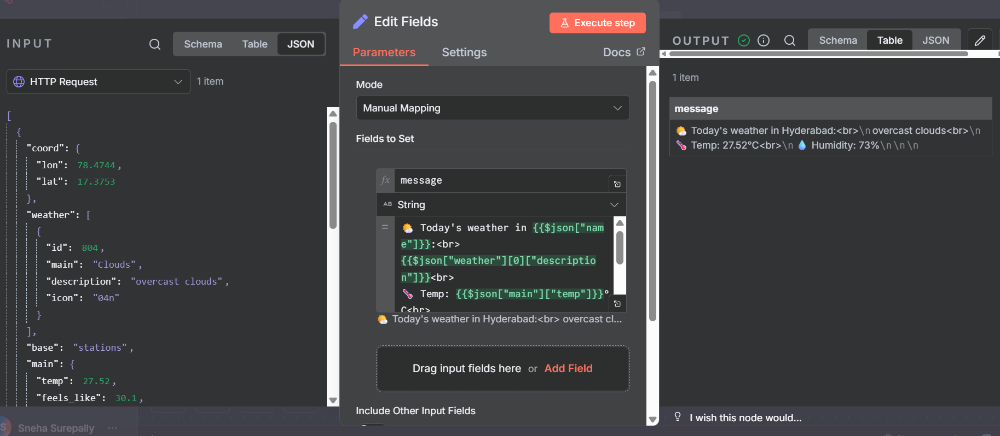 INPUT
Schema Table JSON
HTTP Request 1 item
[
{
"coord": {
"lon": 78.4744,
"lat": 17.3753
},
"weather": [
{
"id": 804,
"main": "Clouds",
"description": "overcast clouds",
"icon": "04n"
}
],
"base": "stations",
"main": {
"temp": 27.52,
"feels_like": 30.1,
S Sneha Surepally ...
Edit Fields
Execute step
Parameters Settings Docs
Mode
Manual Mapping
Fields to Set
fx message
AB String
= 🌤️ Today's weather in {{$json["nam
e"]}}:<br>
{{$json["weather"][0]["descriptio
n"]}}<br>
🌡️ Temp: {{$json["main"]["temp"]}}°
C<br>
🌤️ Today's weather in Hyderabad:<br> overcast cl...
Drag input fields here or Add Field
Include Other Input Fields
OUTPUT
Schema Table JSON
1 item
message
🌤️ Today's weather in Hyderabad:<br>\n overcast clouds<br>\n
🌡️ Temp: 27.52°C<br>\n 💧 Humidity: 73%\n\n\n
I wish this node would...